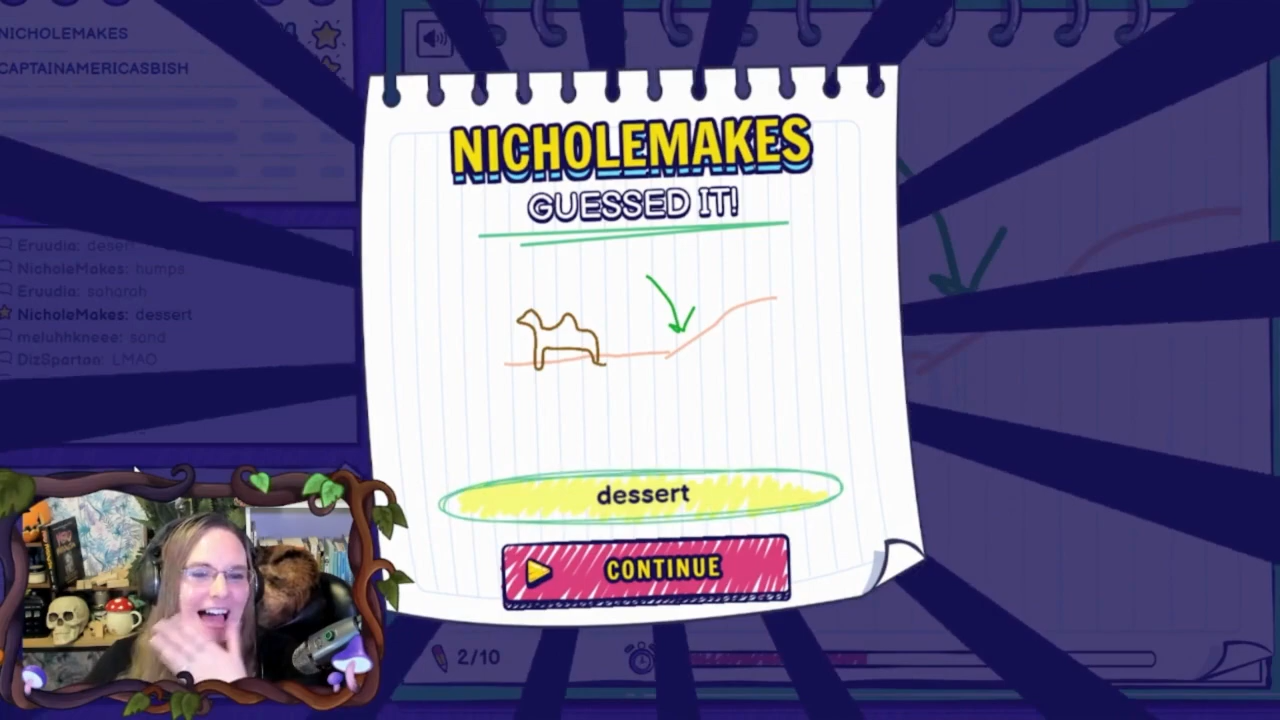 NICHOLEMAKES
CAPTAINAMERICASBISH
Eruudia: desert
NicholeMakes: humps
Eruudia: saharah
NicholeMakes: dessert
meluhhkneee: sand
DizSpartoo: LMAO
NICHOLEMAKES
GUESSED IT!
dessert
CONTINUE
2/10